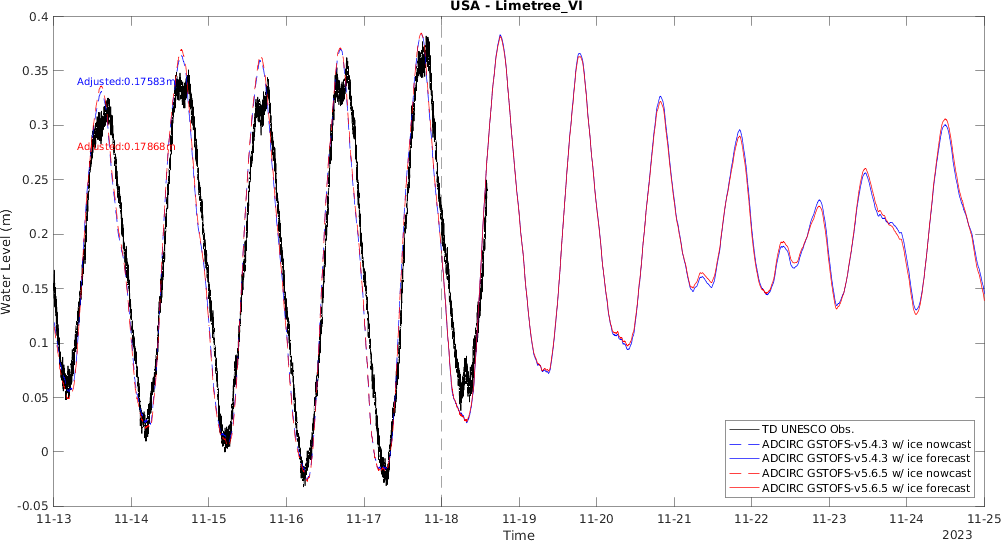 USA - Limetree_VI
0.4
0.35
0.3
0.25
0.2
0.15
0.1
0.05
0
-0.05
Water Level (m)
Adjusted:0.17583m
Adjusted:0.17868m
TD UNESCO Obs.
ADCIRC GSTOFS-v5.4.3 w/ ice nowcast
ADCIRC GSTOFS-v5.4.3 w/ ice forecast
ADCIRC GSTOFS-v5.6.5 w/ ice nowcast
ADCIRC GSTOFS-v5.6.5 w/ ice forecast
11-13 11-14 11-15 11-16 11-17 11-18 11-19 11-20 11-21 11-22 11-23 11-24 11-25
Time
2023